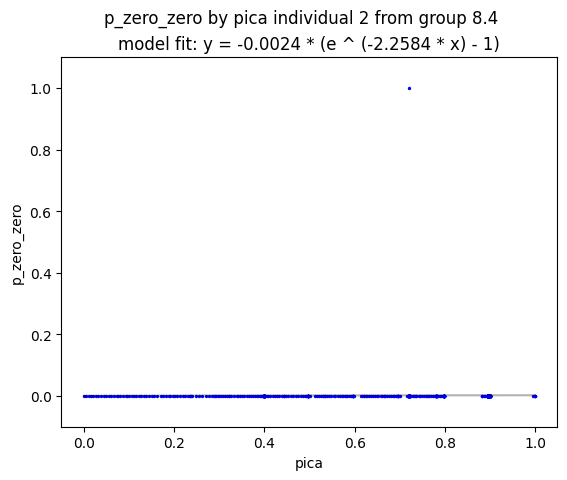 p_zero_zero by pica individual 2 from group 8.4
model fit: y = -0.0024 * (e ^ (-2.2584 * x) - 1)
1.0
0.8
0.6
0.4
0.2
0.0
p_zero_zero
0.0 0.2 0.4 0.6 0.8 1.0
pica